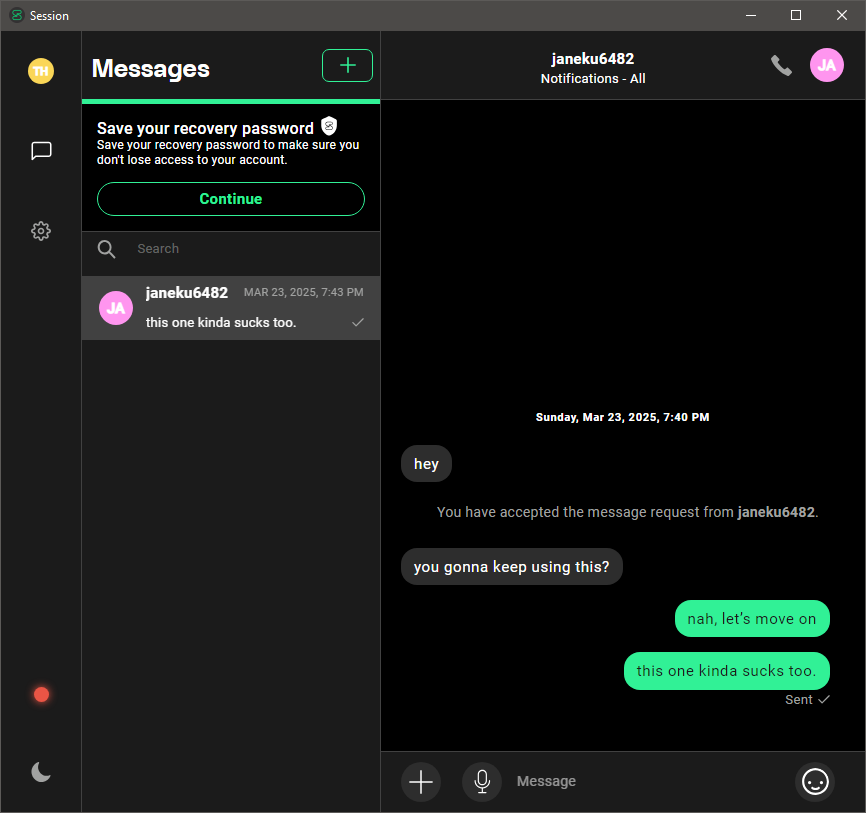 Session
TH
Messages
Save your recovery password
Save your recovery password to make sure you
don't lose access to your account.
Continue
Search
JA
janeku6482
MAR 23, 2025, 7:43 PM
this one kinda sucks too.
janeku6482
Notifications - All
JA
Sunday, Mar 23, 2025, 7:40 PM
hey
You have accepted the message request from janeku6482.
you gonna keep using this?
nah, let's move on
this one kinda sucks too.
Sent
Message